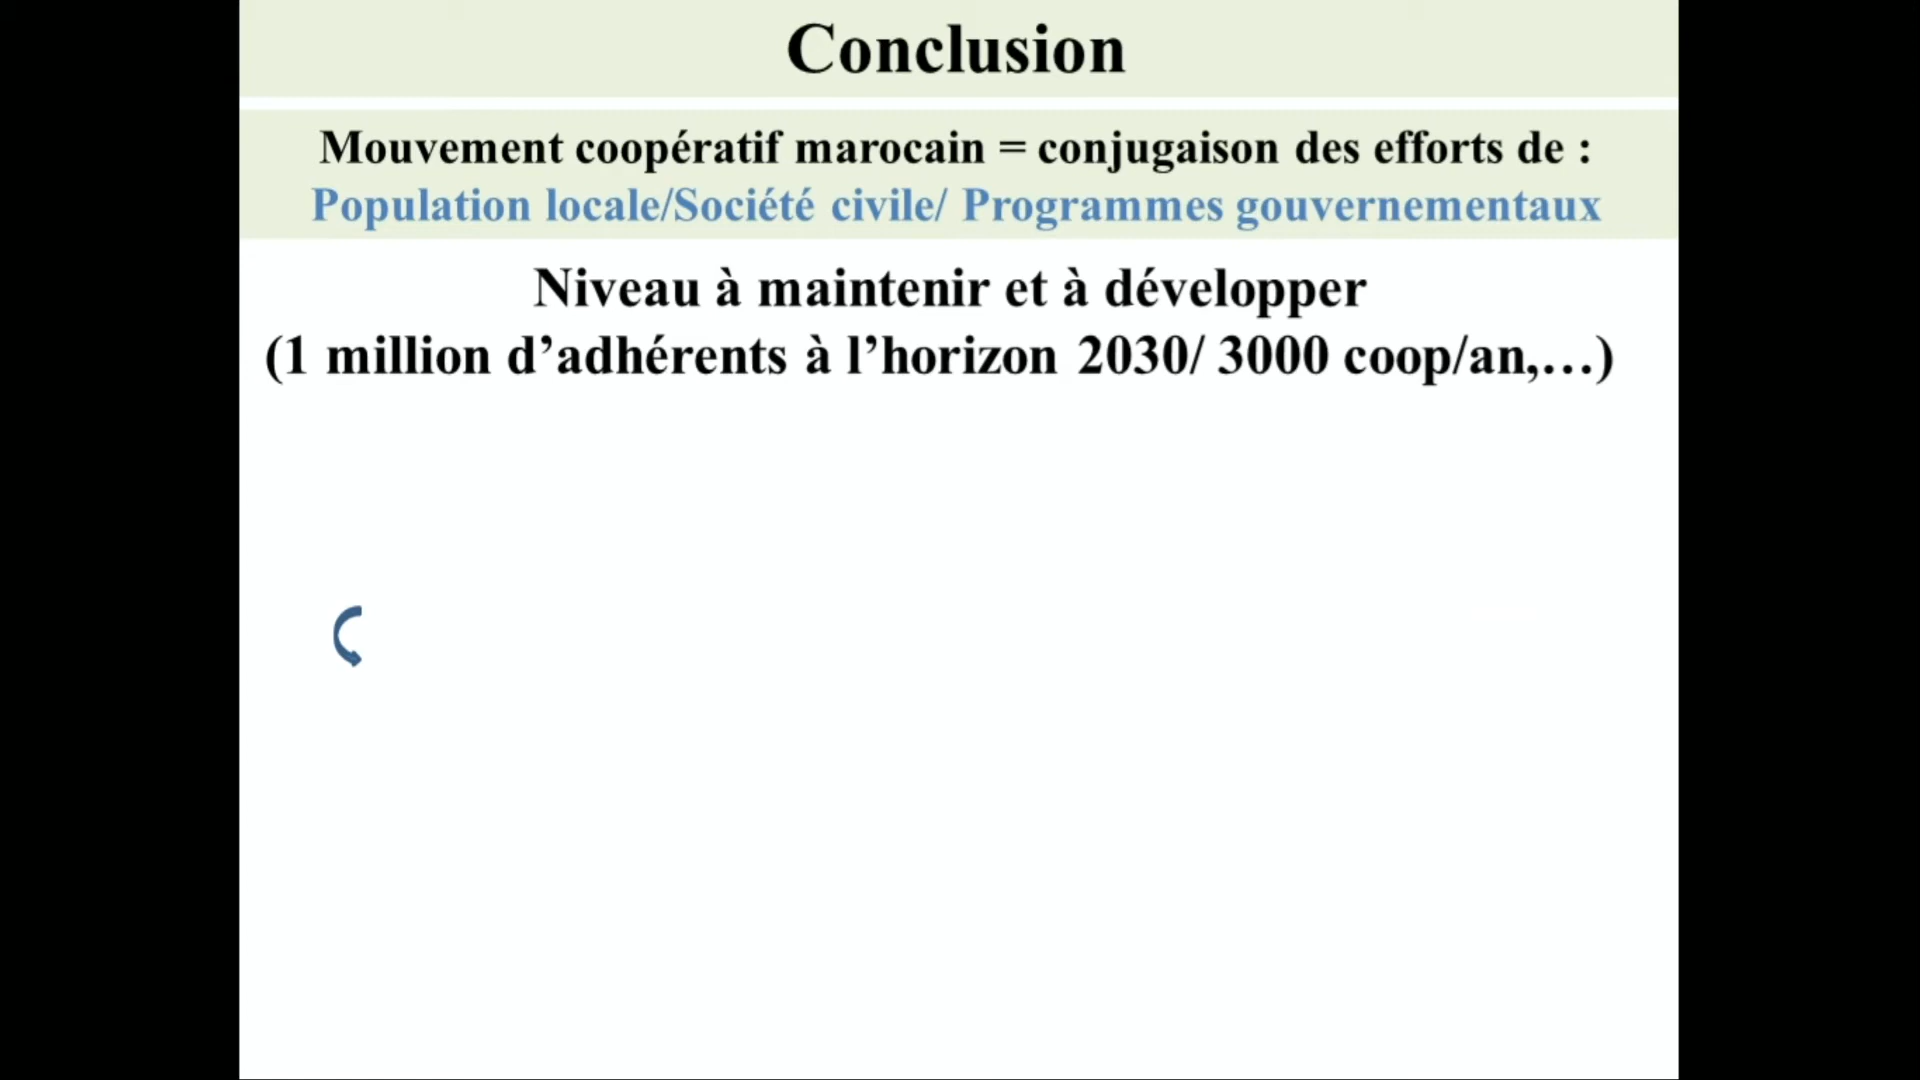 Conclusion
Mouvement coopératif marocain = conjugaison des efforts de :
Population locale/Société civile/ Programmes gouvernementaux
Niveau à maintenir et à développer
(1 million d’adhérents à l’horizon 2030/ 3000 coop/an,…)